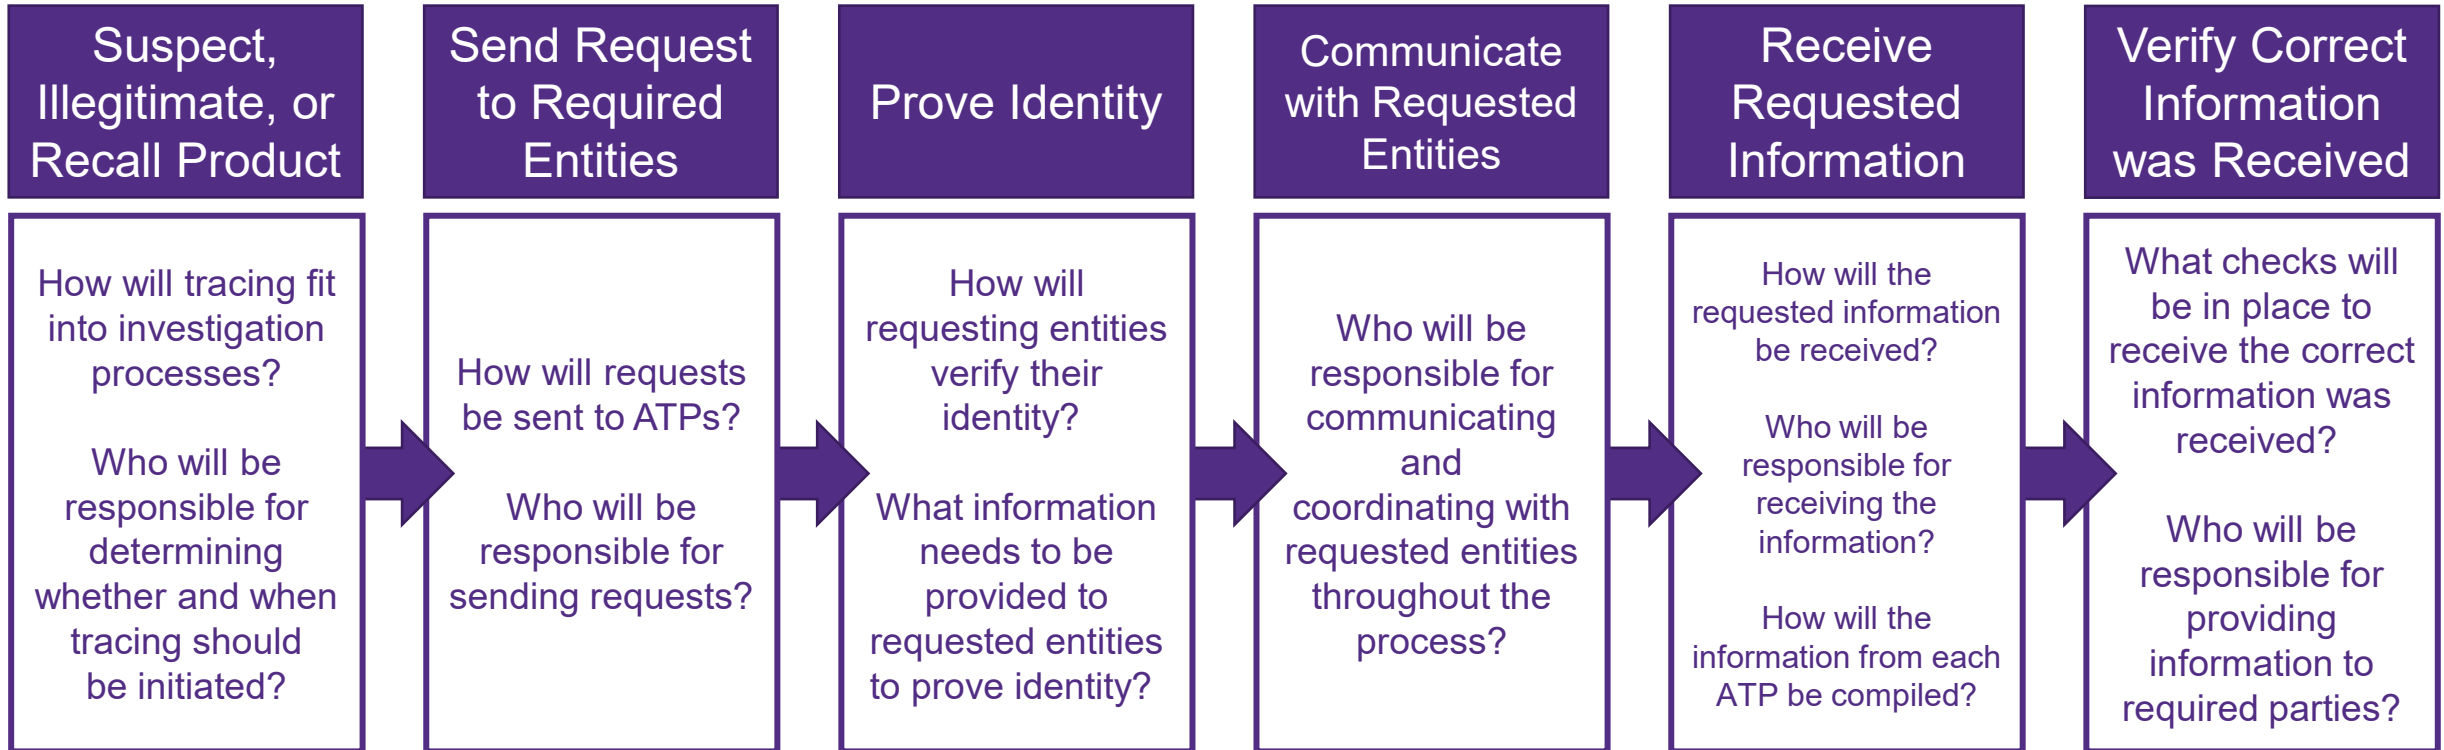 Suspect,
Illegitimate, or
Recall Product
Send Request
to Required
Entities
Prove Identity
Communicate
with Requested
Entities
Receive
Requested
Information
Verify Correct
Information
was Received
How will tracing fit
into investigation
processes?
Who will be
responsible for
determining
whether and when
tracing should
be initiated?
How will requests
be sent to ATPs?
Who will be
responsible for
sending requests?
How will
requesting entities
verify their
identity?
What information
needs to be
provided to
requested entities
to prove identity?
Who will be
responsible for
communicating
and
coordinating with
requested entities
throughout the
process?
How will the
requested information
be received?
Who will be
responsible for
receiving the
information?
How will the
information from each
ATP be compiled?
What checks will
be in place to
receive the correct
information was
received?
Who will be
responsible for
providing
information to
required parties?